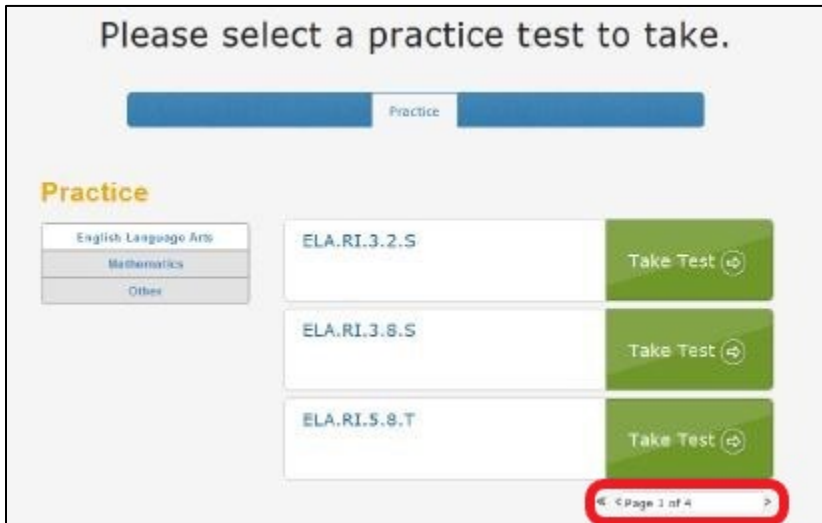 Please select a practice test to take.
Practice
Practice
English Language Arts
Mathematics
Other
ELA.RI.3.2.S
Take Test
ELA.RI.3.8.S
Take Test
ELA.RI.5.8.T
Take Test
« < Page 1 of 4 >